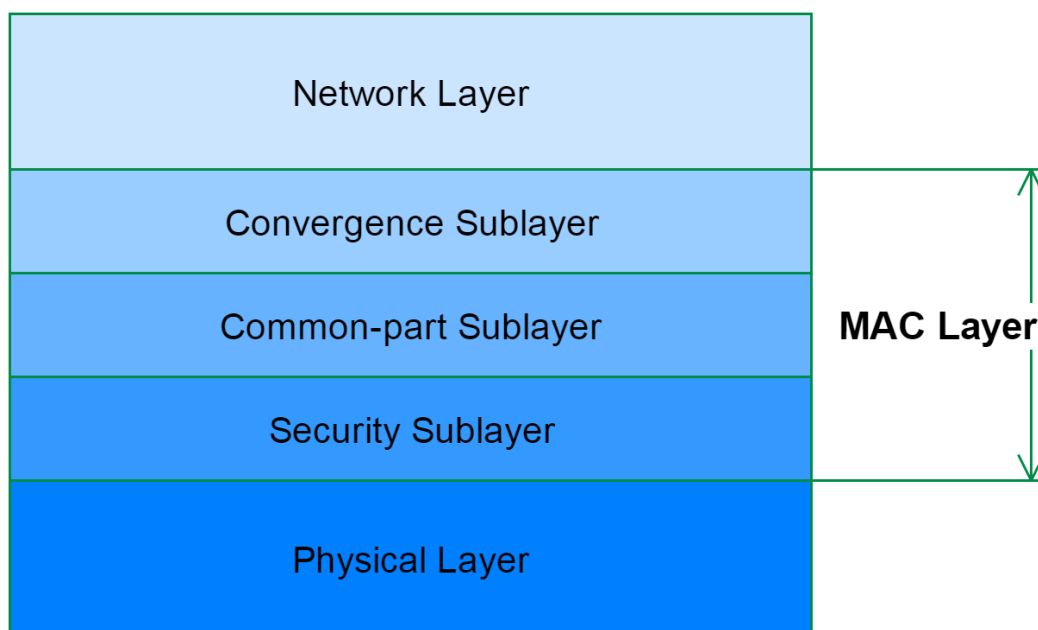 Network Layer
Convergence Sublayer
Common-part Sublayer
MAC Layer
Security Sublayer
Physical Layer